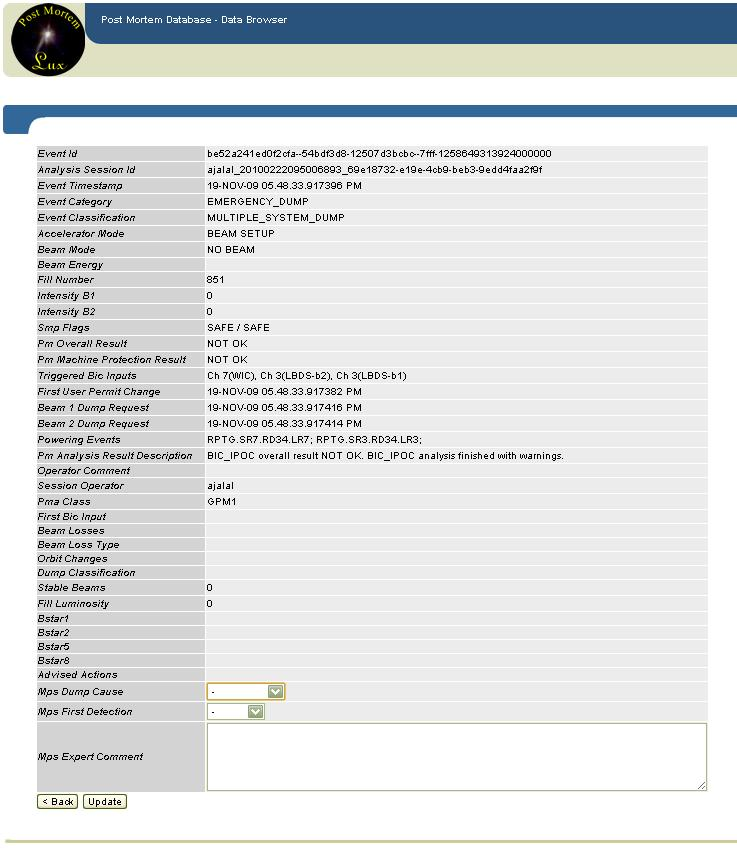 Post Mortem
Lux
Post Mortem Database - Data Browser
Event Id be52a241ed0f2cfa--54bdf3d8-12507d3bcbc--7fff-1258649313924000000
Analysis Session Id ajalal_20100222095006893_69e18732-e19e-4cb9-beb3-9edd4faa2f9f
Event Timestamp 19-NOV-09 05.48.33.917396 PM
Event Category EMERGENCY_DUMP
Event Classification MULTIPLE_SYSTEM_DUMP
Accelerator Mode BEAM SETUP
Beam Mode NO BEAM
Beam Energy
Fill Number 851
Intensity B1 0
Intensity B2 0
Smp Flags SAFE / SAFE
Pm Overall Result NOT OK
Pm Machine Protection Result NOT OK
Triggered Bic Inputs Ch 7(WIC), Ch 3(LBDS-b2), Ch 3(LBDS-b1)
First User Permit Change 19-NOV-09 05.48.33.917382 PM
Beam 1 Dump Request 19-NOV-09 05.48.33.917416 PM
Beam 2 Dump Request 19-NOV-09 05.48.33.917414 PM
Powering Events RPTG.SR7.RD34.LR7; RPTG.SR3.RD34.LR3;
Pm Analysis Result Description BIC_IPOC overall result NOT OK. BIC_IPOC analysis finished with warnings.
Operator Comment
Session Operator ajalal
Pma Class GPM1
First Bic Input
Beam Losses
Beam Loss Type
Orbit Changes
Dump Classification
Stable Beams 0
Fill Luminosity 0
Bstar1
Bstar2
Bstar5
Bstar8
Advised Actions
Mps Dump Cause -
Mps First Detection -
Mps Expert Comment
< Back Update